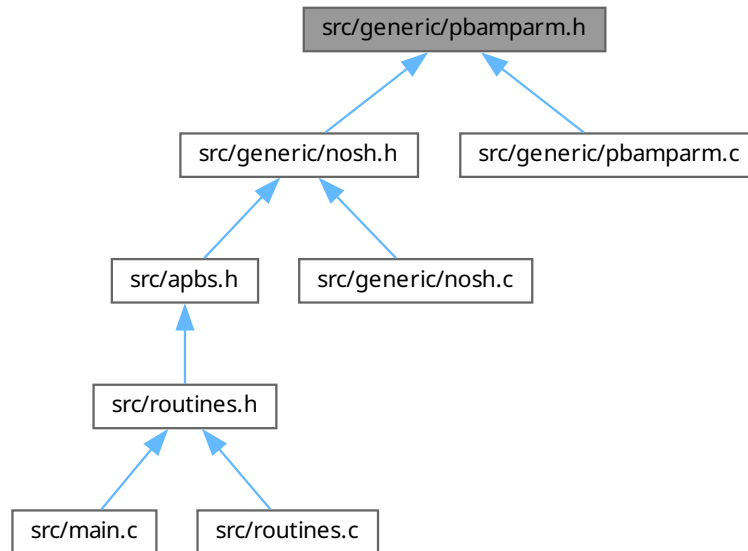 src/generic/pbamparm.h
src/generic/nosh.h
src/generic/pbamparm.c
src/apbs.h
src/generic/nosh.c
src/routines.h
src/main.c
src/routines.c